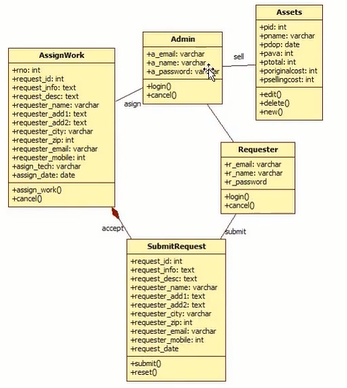 Assets
+pid: int
+pname: varchar
+pdop: date
+pava: int
+ptotal: int
+poriginalcost: int
+psellingcost: int
+edit()
+delete()
+new()
Admin
+a_email: varchar
+a_name: varchar
+a_password: varchar
+login()
+cancel()
sell
AssignWork
+rno: int
+request_id: int
+request_info: text
+request_desc: text
+requester_name: varchar
+requester_add1: text
+requester_add2: text
+requester_city: varchar
+requester_zip: int
+requester_email: varchar
+requester_mobile: int
+asign_tech: varchar
+assign_date: date
+assign_work()
+cancel()
asign
Requester
+r_email: varchar
+r_name: varchar
+r_password
+login()
+cancel()
accept
submit
SubmitRequest
+request_id: int
+request_info: text
+request_desc: text
+requester_name: varchar
+requester_add1: text
+requester_add2: text
+requester_city: varchar
+requester_zip: int
+requester_email: varchar
+requester_mobile: int
+request_date
+submit()
+reset()